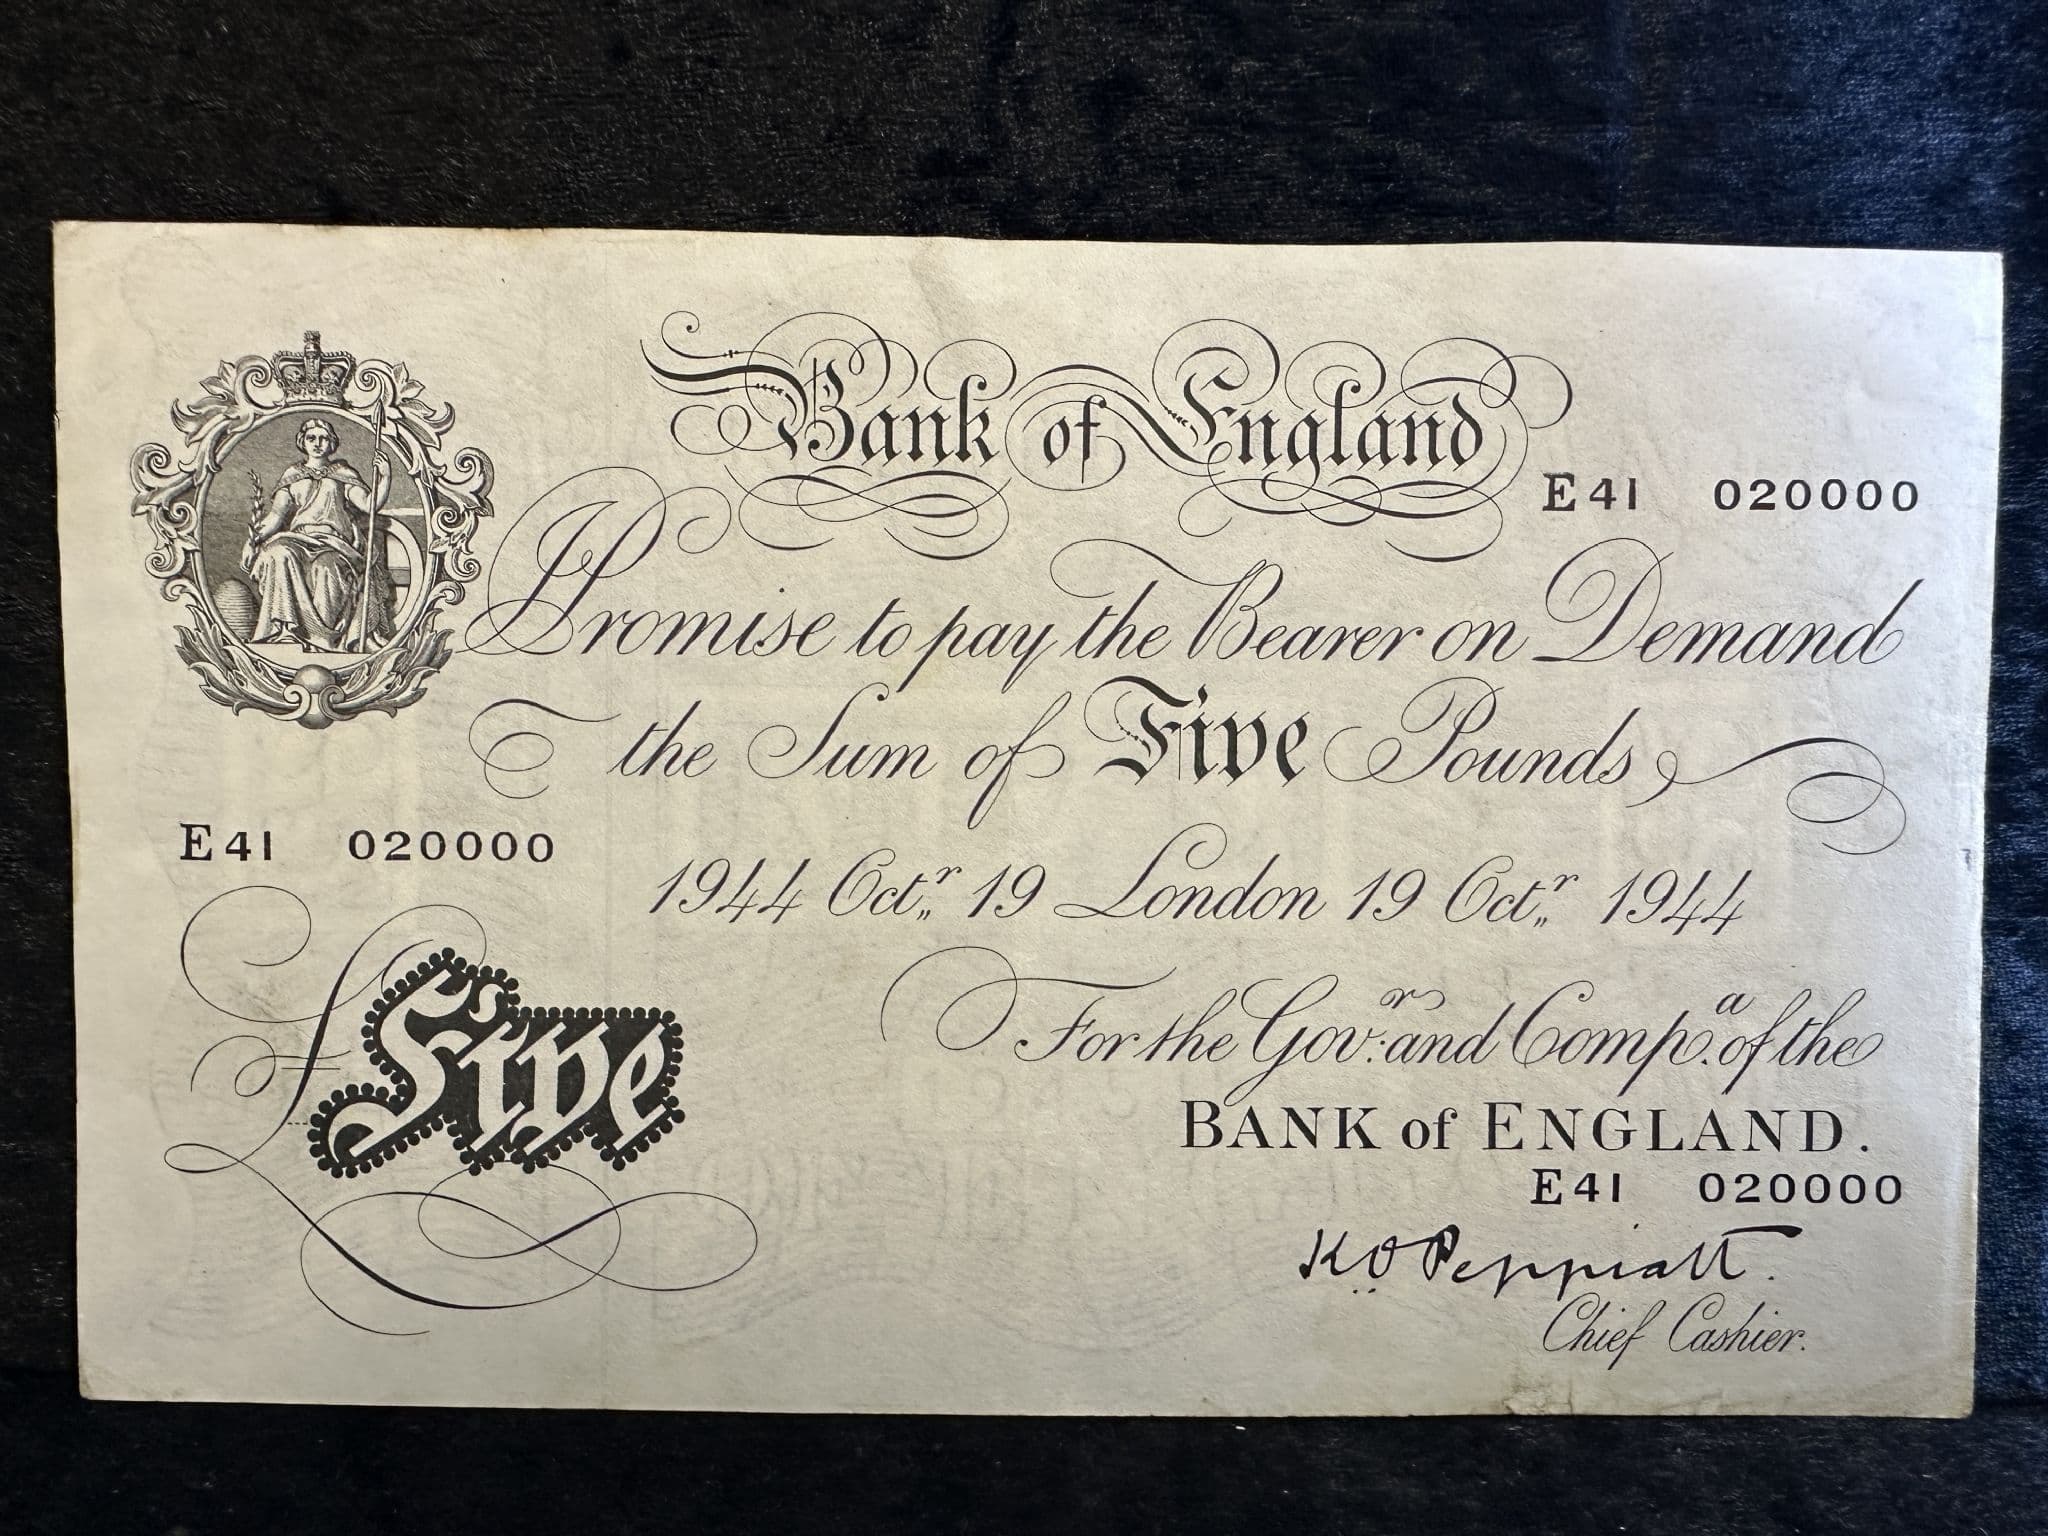 Bank of England
E41 020000
I Promise to pay the Bearer on Demand
the Sum of Five Pounds
E41 020000
1944 Octr. 19 London 19 Octr. 1944
For the Govr. and Compa. of the
£Five
BANK of ENGLAND.
E41 020000
K.O Peppiatt.
Chief Cashier.